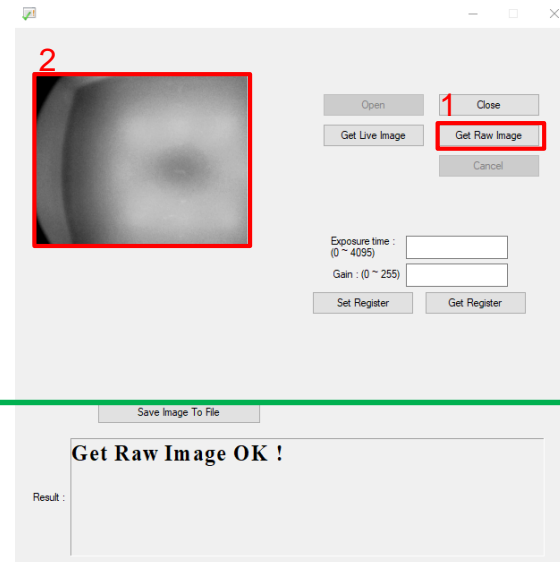 2
1
Open
Close
Get Live Image
Get Raw Image
Cancel
Exposure time :
(0 ~ 4095)
Gain : (0 ~ 255)
Set Register
Get Register
Save Image To File
Get Raw Image OK !
Result :